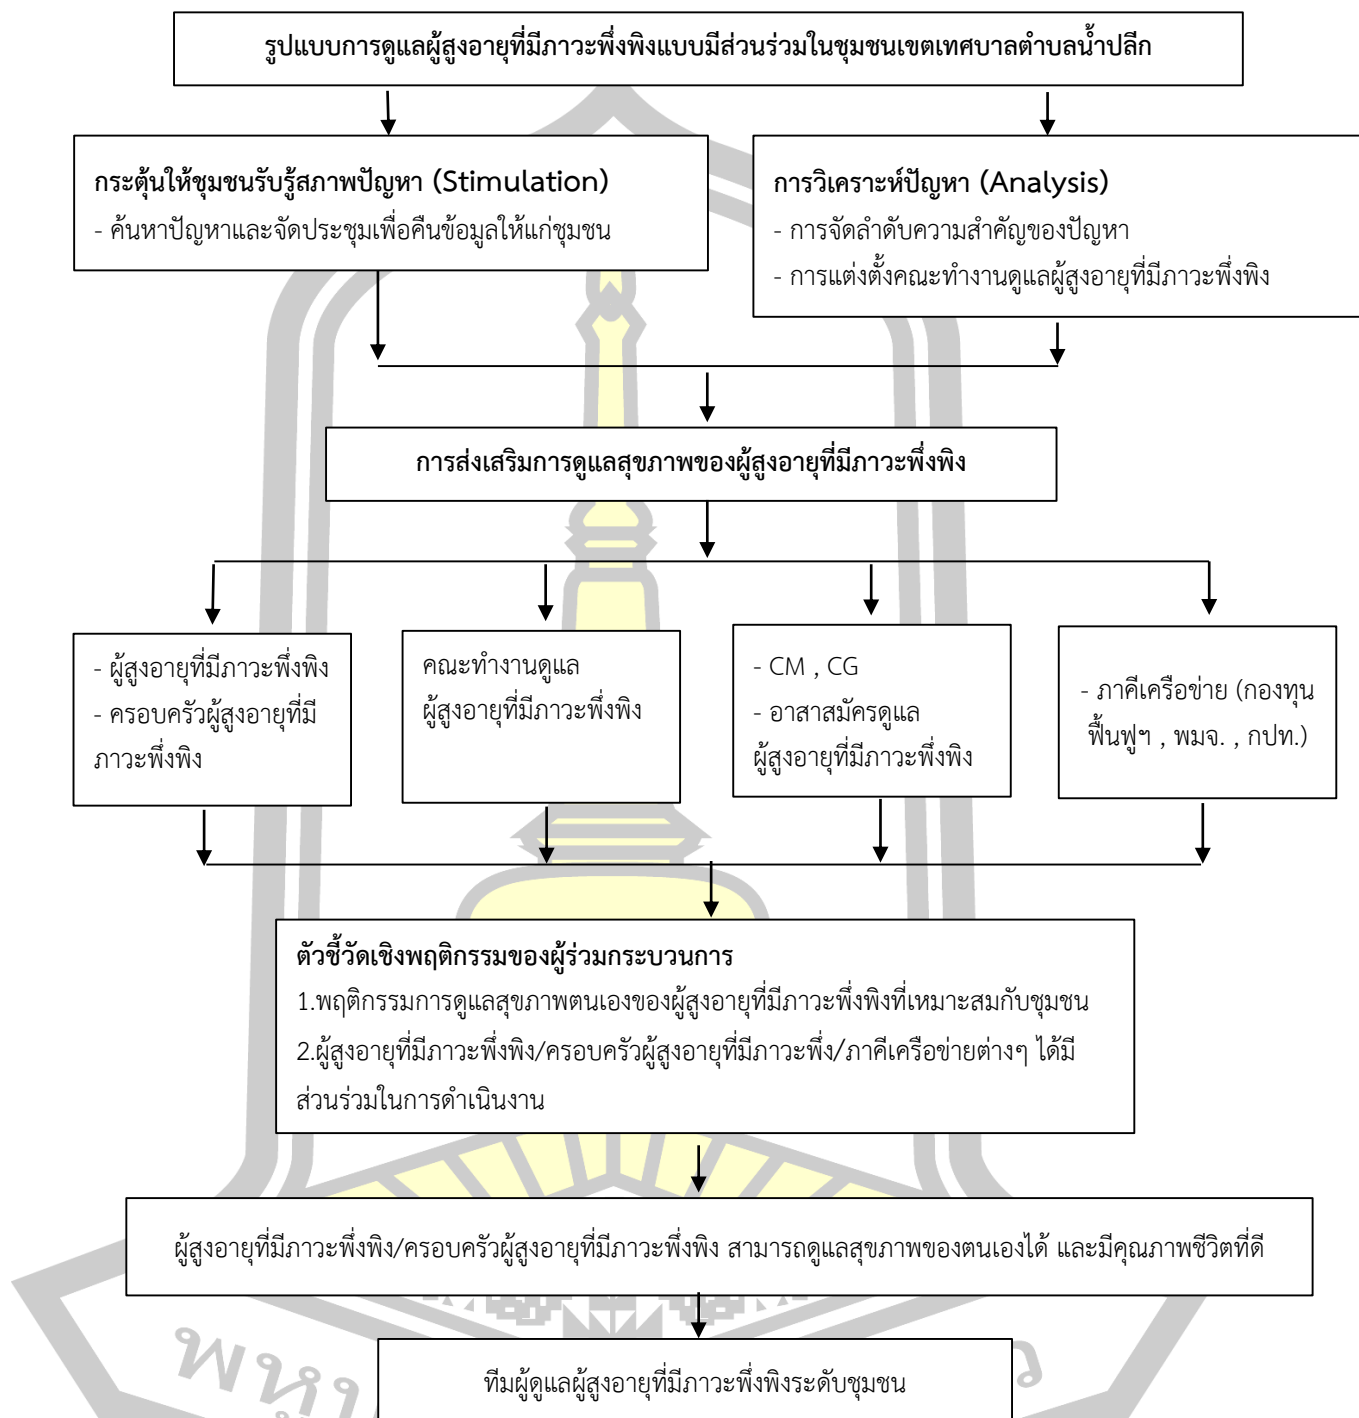 รูปแบบการดูแลผู้สูงอายุที่มีภาวะพึ่งพิงแบบมีส่วนร่วมในชุมชนเขตเทศบาลตำบลน้ำปลีก
กระตุ้นให้ชุมชนรับรู้สภาพปัญหา (Stimulation)
- ค้นหาปัญหาและจัดประชุมเพื่อคืนข้อมูลให้แก่ชุมชน
การวิเคราะห์ปัญหา (Analysis)
- การจัดลำดับความสำคัญของปัญหา
- การแต่งตั้งคณะทำงานดูแลผู้สูงอายุที่มีภาวะพึ่งพิง
การส่งเสริมการดูแลสุขภาพของผู้สูงอายุที่มีภาวะพึ่งพิง
- ผู้สูงอายุที่มีภาวะพึ่งพิง
- ครอบครัวผู้สูงอายุที่มี
ภาวะพึ่งพิง
คณะทำงานดูแล
ผู้สูงอายุที่มีภาวะพึ่งพิง
- CM , CG
- อาสาสมัครดูแล
ผู้สูงอายุที่มีภาวะพึ่งพิง
- ภาคีเครือข่าย (กองทุน
ฟื้นฟูฯ , พมจ. , กปท.)
ตัวชี้วัดเชิงพฤติกรรมของผู้ร่วมกระบวนการ
1.พฤติกรรมการดูแลสุขภาพตนเองของผู้สูงอายุที่มีภาวะพึ่งพิงที่เหมาะสมกับชุมชน
2.ผู้สูงอายุที่มีภาวะพึ่งพิง/ครอบครัวผู้สูงอายุที่มีภาวะพึ่ง/ภาคีเครือข่ายต่างๆ ได้มี
ส่วนร่วมในการดำเนินงาน
ผู้สูงอายุที่มีภาวะพึ่งพิง/ครอบครัวผู้สูงอายุที่มีภาวะพึ่งพิง สามารถดูแลสุขภาพของตนเองได้ และมีคุณภาพชีวิตที่ดี
ทีมผู้ดูแลผู้สูงอายุที่มีภาวะพึ่งพิงระดับชุมชน